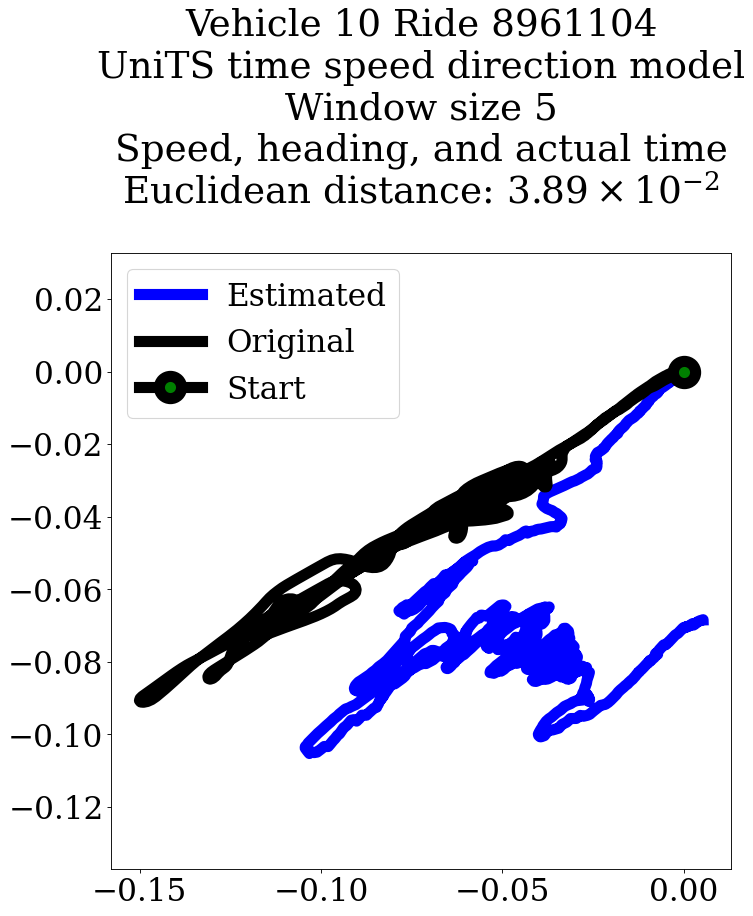 Vehicle 10 Ride 8961104
UniTS time speed direction model
Window size 5
Speed, heading, and actual time
Euclidean distance: 3.89 × 10⁻²
Estimated
Original
Start
0.02
0.00
−0.02
−0.04
−0.06
−0.08
−0.10
−0.12
−0.15
−0.10
−0.05
0.00